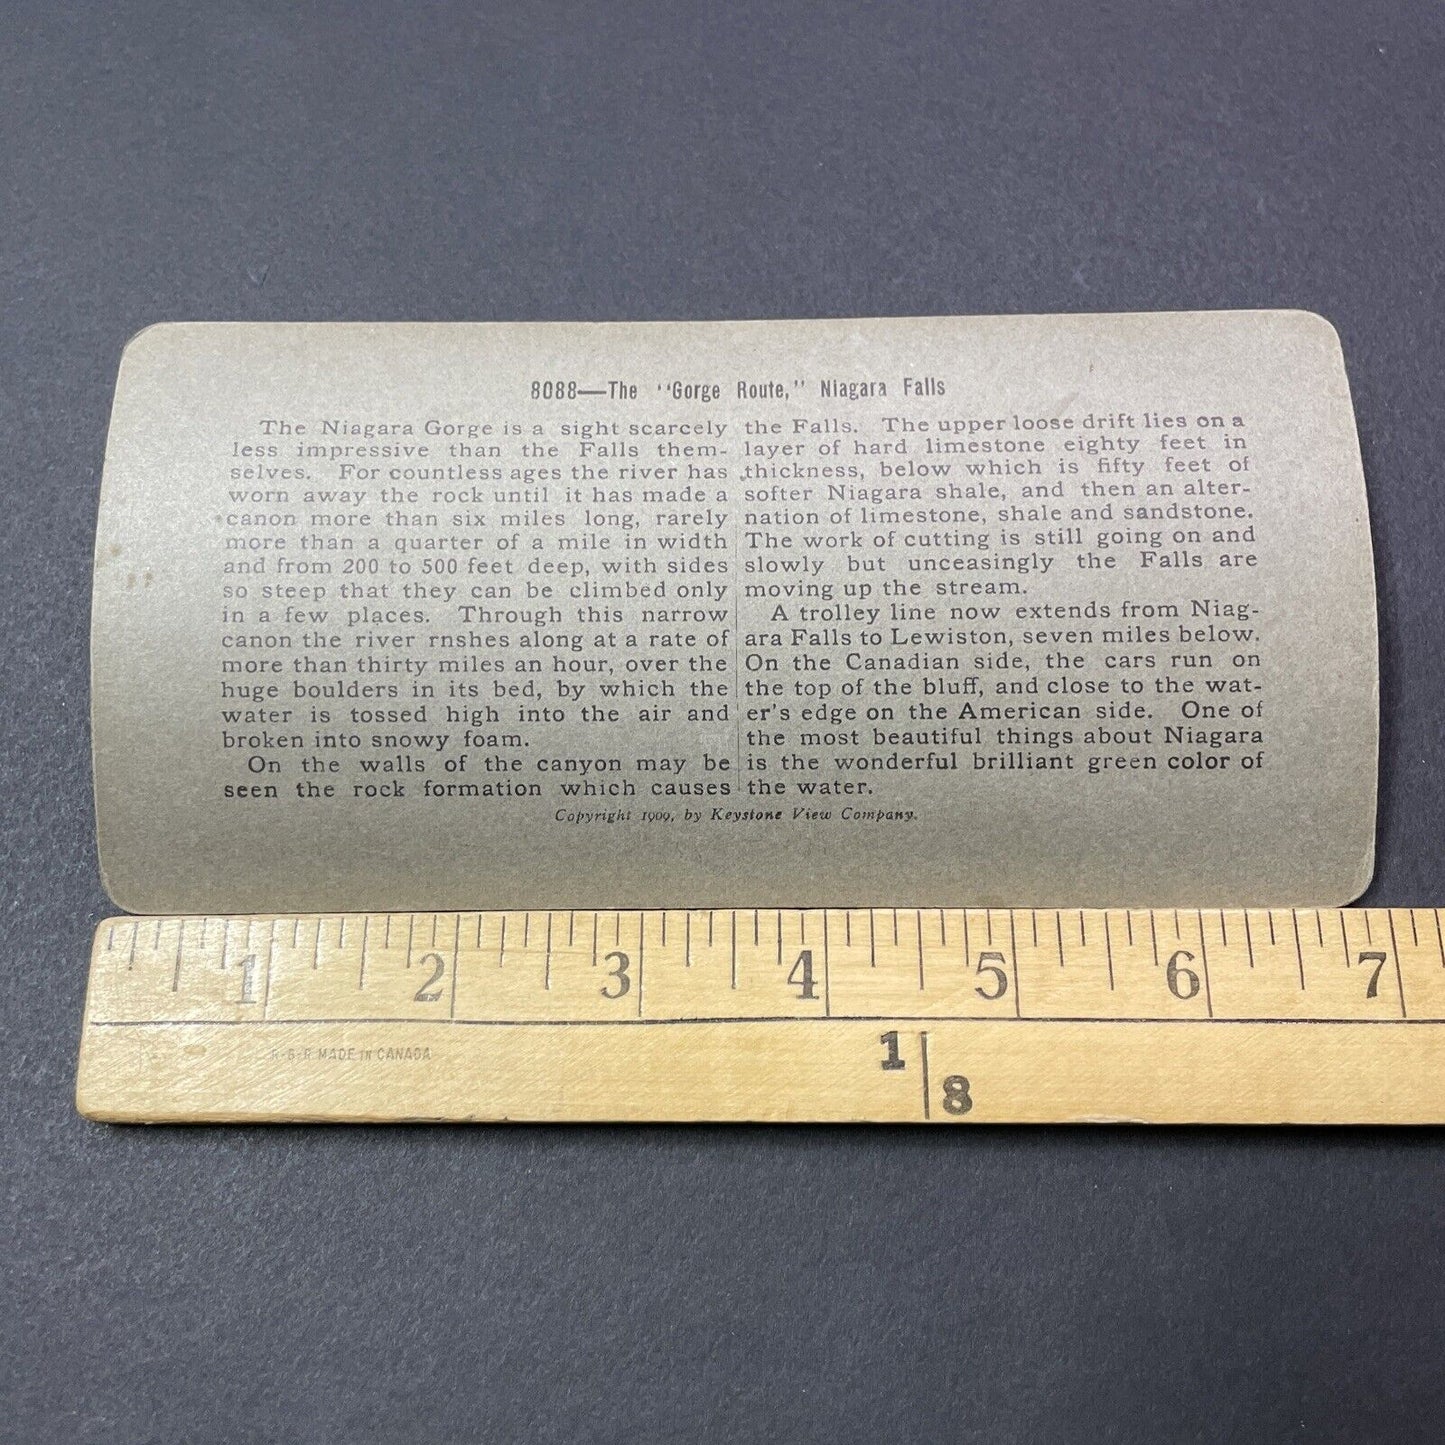 8088—The "Gorge Route," Niagara Falls
The Niagara Gorge is a sight scarcely
less impressive than the Falls them-
selves. For countless ages the river has
worn away the rock until it has made a
canon more than six miles long, rarely
more than a quarter of a mile in width
and from 200 to 500 feet deep, with sides
so steep that they can be climbed only
in a few places. Through this narrow
canon the river rnshes along at a rate of
more than thirty miles an hour, over the
huge boulders in its bed, by which the
water is tossed high into the air and
broken into snowy foam.
On the walls of the canyon may be
seen the rock formation which causes
the Falls. The upper loose drift lies on a
layer of hard limestone eighty feet in
thickness, below which is fifty feet of
softer Niagara shale, and then an alter-
nation of limestone, shale and sandstone.
The work of cutting is still going on and
slowly but unceasingly the Falls are
moving up the stream.
A trolley line now extends from Niag-
ara Falls to Lewiston, seven miles below.
On the Canadian side, the cars run on
the top of the bluff, and close to the wat-
er's edge on the American side. One of
the most beautiful things about Niagara
is the wonderful brilliant green color of
the water.
Copyright 1909, by Keystone View Company.
1 2 3 4 5 6 7
R-B-R MADE IN CANADA
1
8